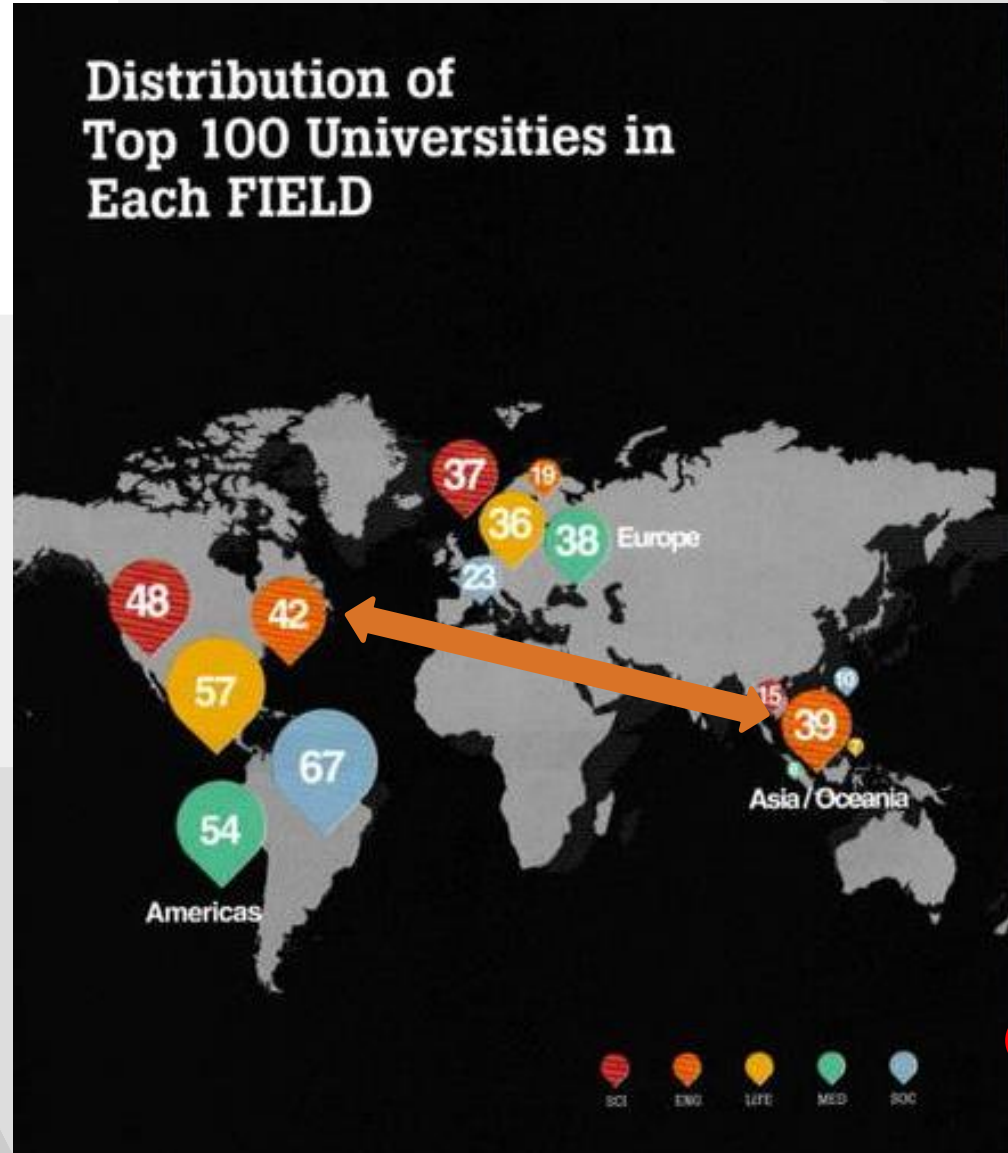 Distribution of
Top 100 Universities in
Each FIELD
37
19
36
38
Europe
23
48
42
57
67
54
Americas
15
10
39
7
Asia / Oceania
SCI
ENG
LIFE
MED
SOC